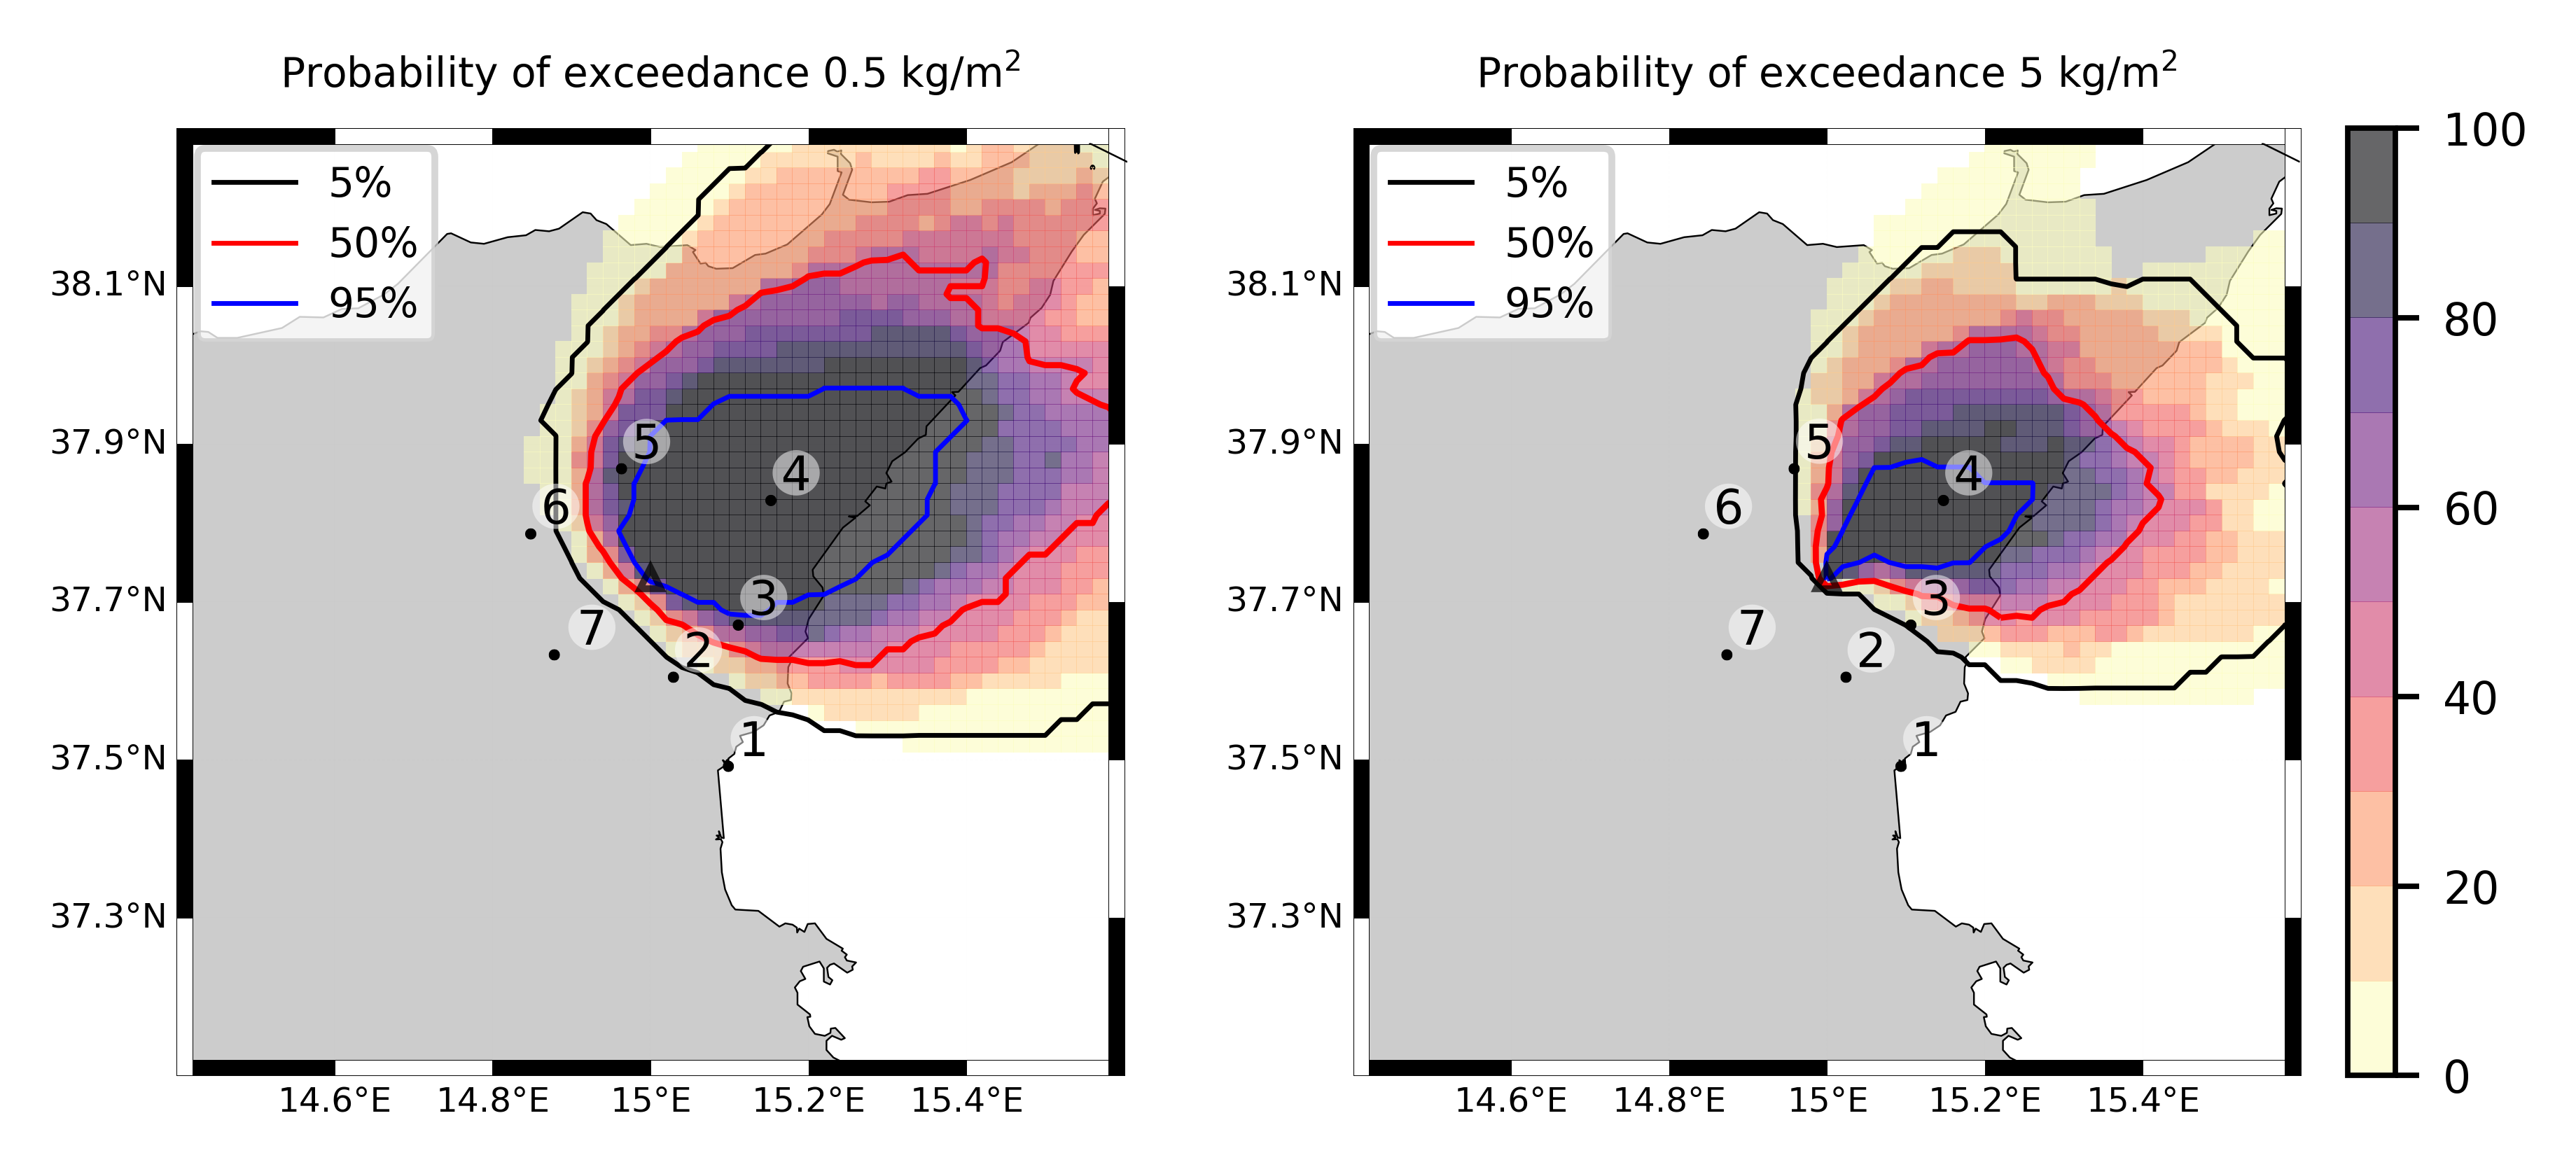 Probability of exceedance 0.5 kg/m²
5%
50%
95%
38.1°N
37.9°N
37.7°N
37.5°N
37.3°N
14.6°E
14.8°E
15°E
15.2°E
15.4°E
5
4
6
3
7
2
1
Probability of exceedance 5 kg/m²
5%
50%
95%
38.1°N
37.9°N
37.7°N
37.5°N
37.3°N
14.6°E
14.8°E
15°E
15.2°E
15.4°E
5
4
6
3
7
2
1
100
80
60
40
20
0